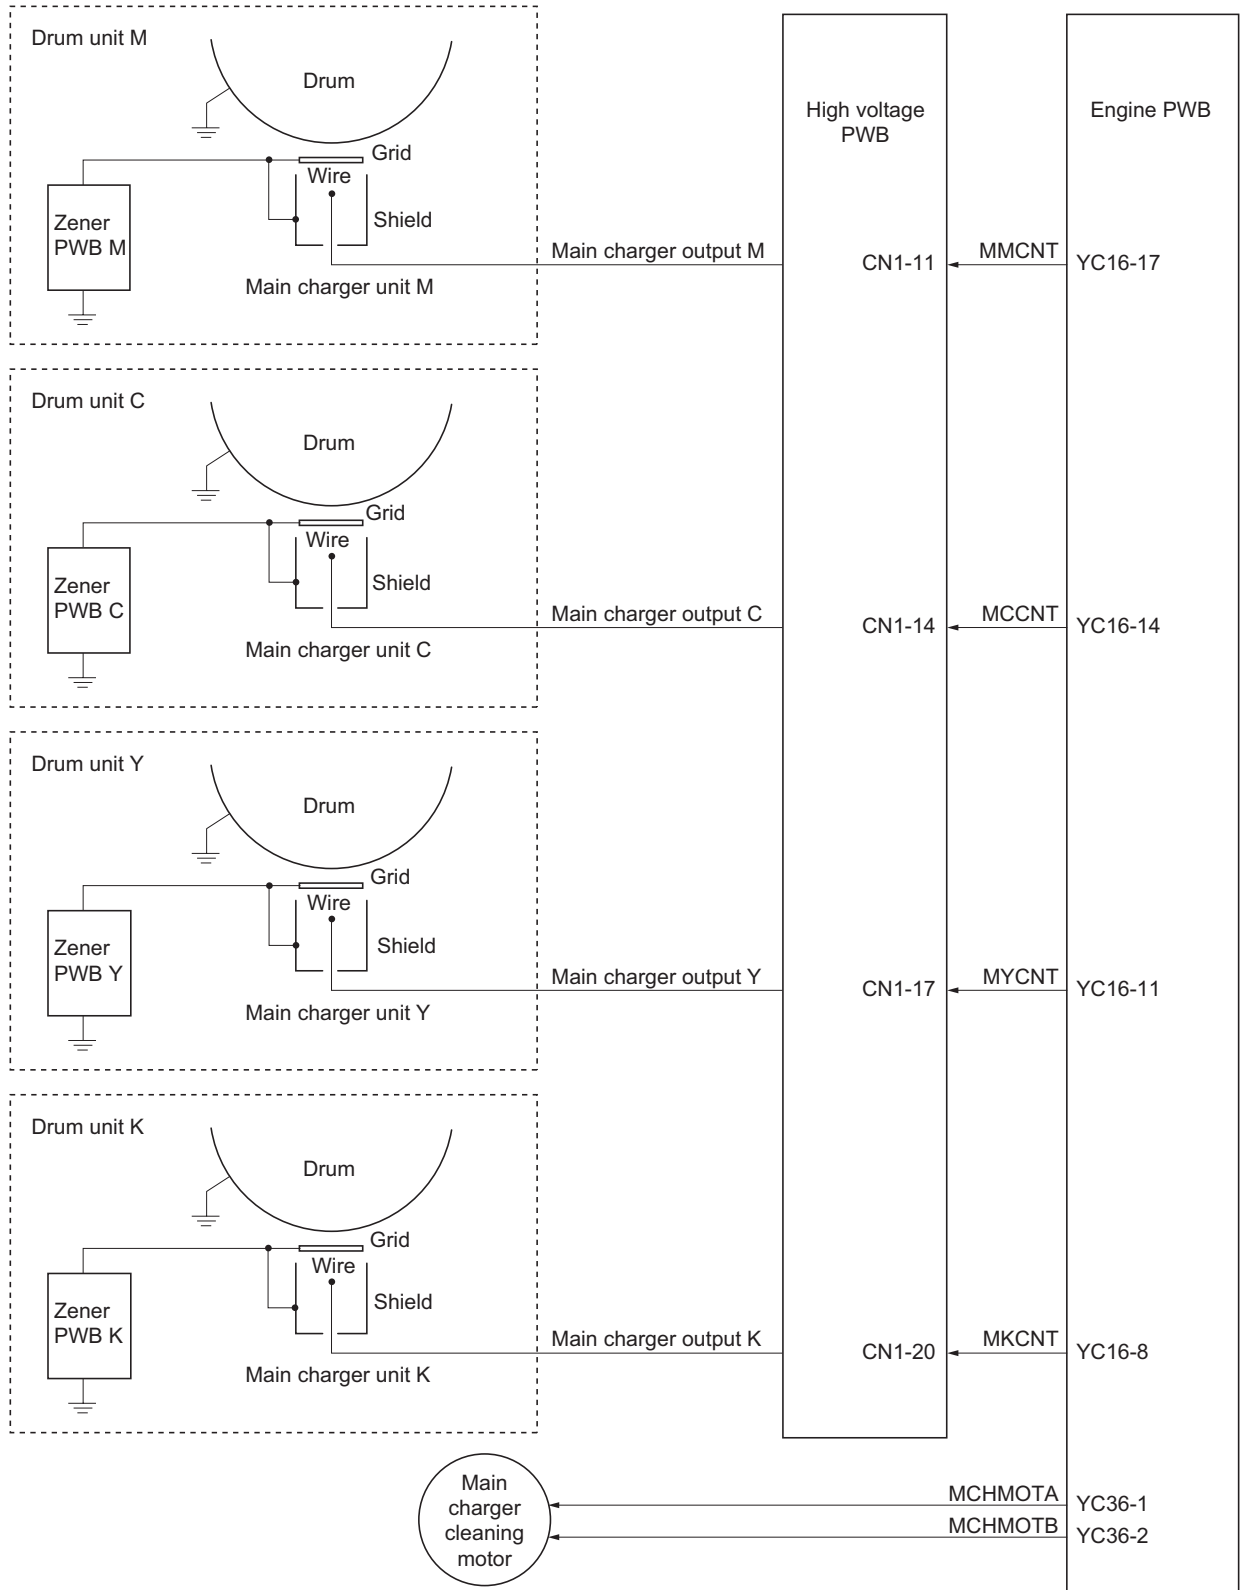 Drum unit M
Drum
High voltage
PWB
Engine PWB
Grid
Wire
Shield
Zener
PWB M
Main charger output M
CN1-11
MMCNT
YC16-17
Main charger unit M
Drum unit C
Drum
Grid
Wire
Shield
Zener
PWB C
Main charger output C
CN1-14
MCCNT
YC16-14
Main charger unit C
Drum unit Y
Drum
Grid
Wire
Shield
Zener
PWB Y
Main charger output Y
CN1-17
MYCNT
YC16-11
Main charger unit Y
Drum unit K
Drum
Grid
Wire
Shield
Zener
PWB K
Main charger output K
CN1-20
MKCNT
YC16-8
Main charger unit K
Main
charger
cleaning
motor
MCHMOTA
YC36-1
MCHMOTB
YC36-2